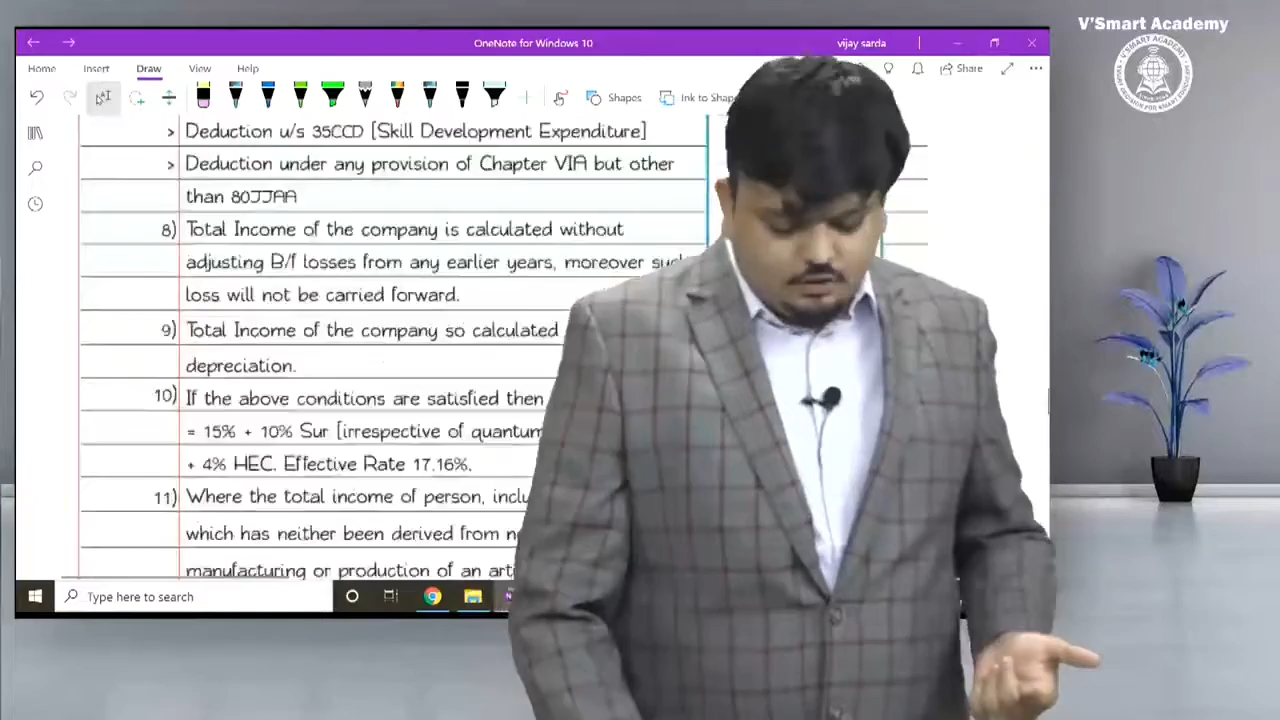 V'Smart Academy
OneNote for Windows 10
vijay sarda
Home Insert Draw View Help
Share
Shapes
Ink to Shape
> Deduction u/s 35CCD [Skill Development Expenditure]
> Deduction under any provision of Chapter VIA but other
than 80JJAA
8) Total Income of the company is calculated without
adjusting B/f losses from any earlier years, moreover such
loss will not be carried forward.
9) Total Income of the company so calculated
depreciation.
10) If the above conditions are satisfied then
= 15% + 10% Sur [irrespective of quantum
+ 4% HEC. Effective Rate 17.16%.
11) Where the total income of person,
which has neither been derived from
manufacturing or production of an
Type here to search